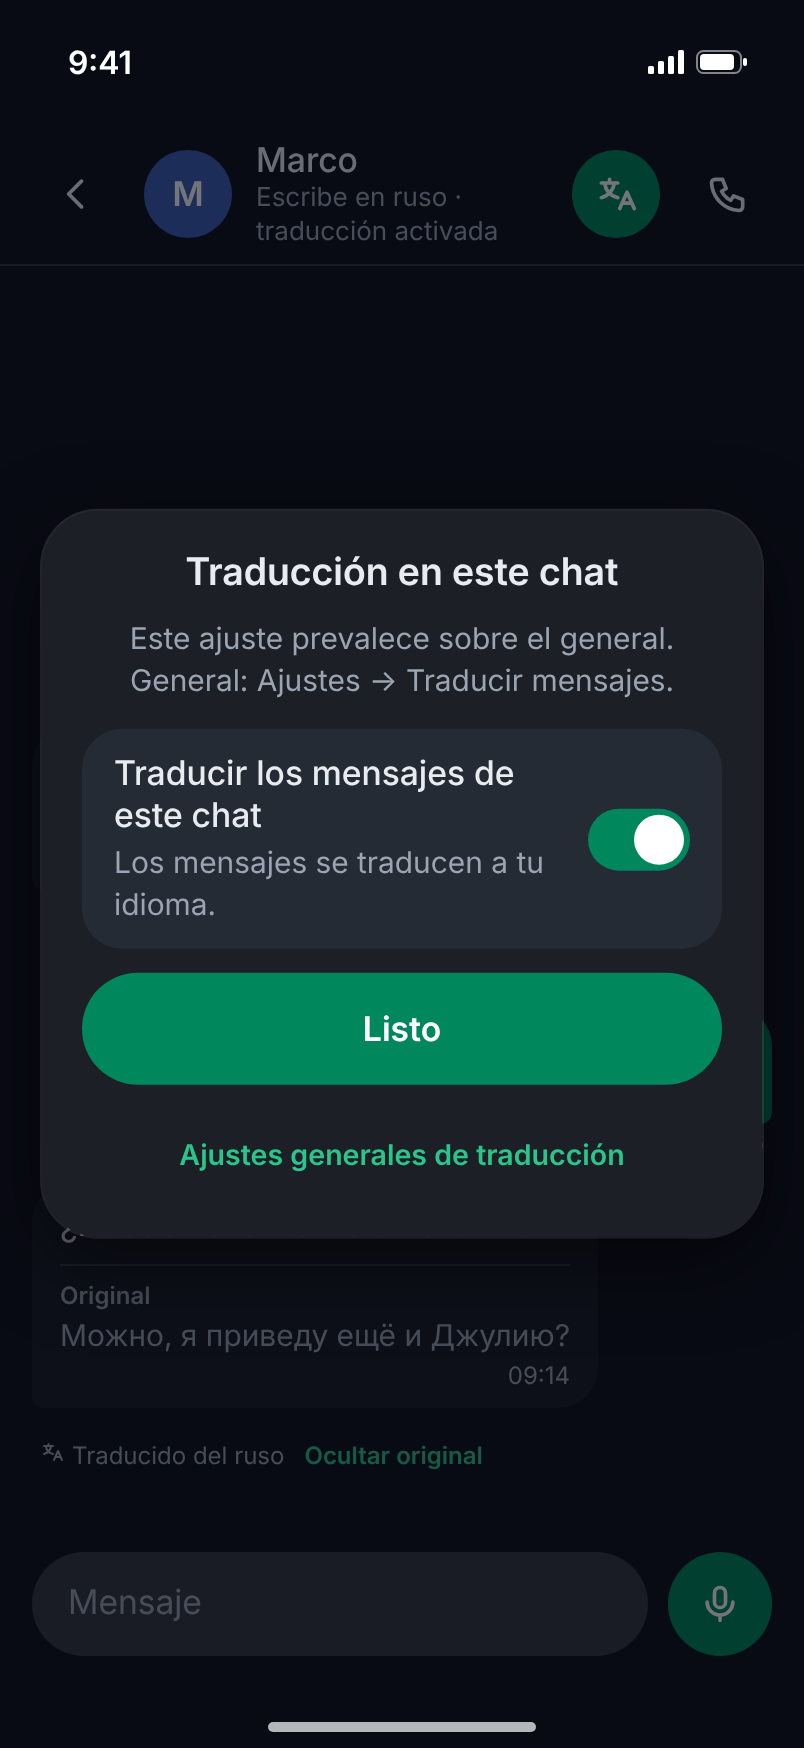 9:41
M
Marco
Escribe en ruso ·
traducción activada
Traducción en este chat
Este ajuste prevalece sobre el general.
General: Ajustes → Traducir mensajes.
Traducir los mensajes de
este chat
Los mensajes se traducen a tu
idioma.
Listo
Ajustes generales de traducción
Original
Можно, я приведу ещё и Джулию?
09:14
Traducido del ruso Ocultar original
Mensaje